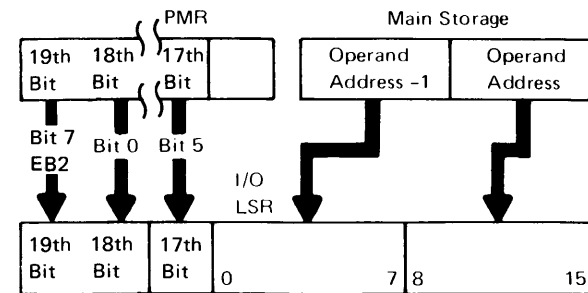 PMR
Main Storage
19th Bit
18th Bit
17th Bit
Operand Address -1
Operand Address
Bit 7 EB2
Bit 0
Bit 5
I/O LSR
19th Bit
18th Bit
17th Bit
0
7
8
15